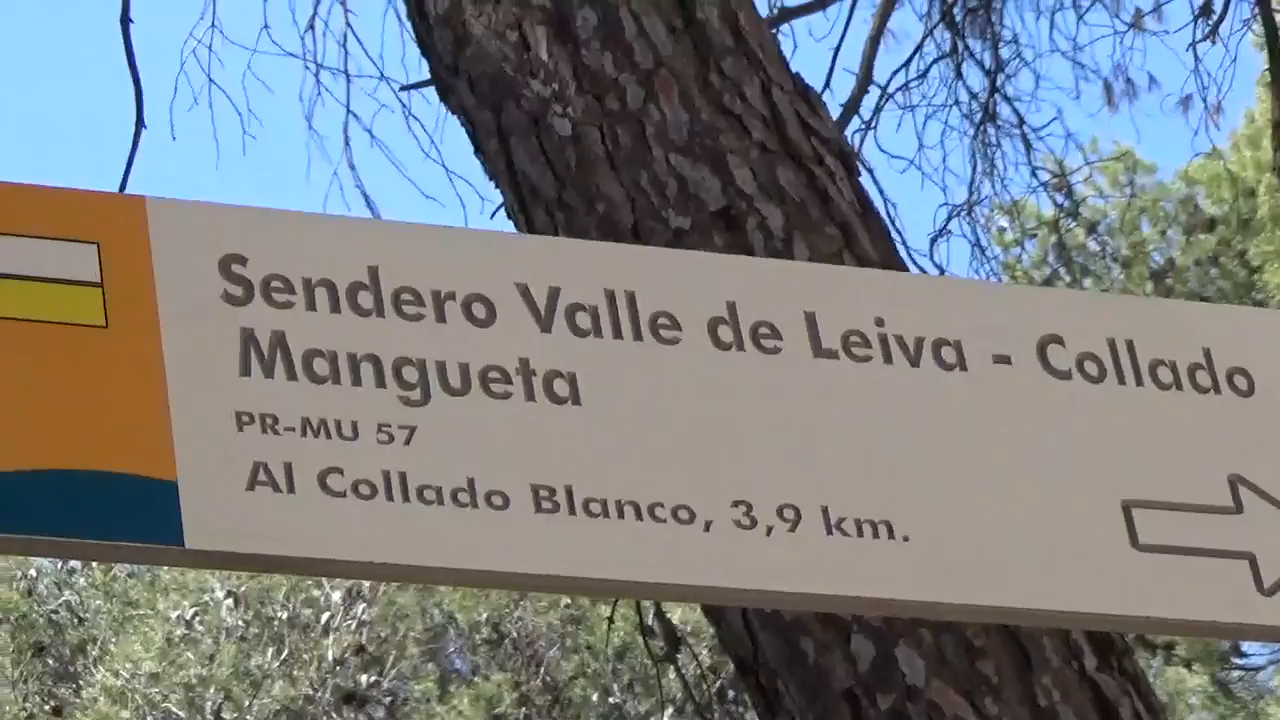 Sendero Valle de Leiva - Collado
Mangueta
PR-MU 57
Al Collado Blanco, 3,9 km.